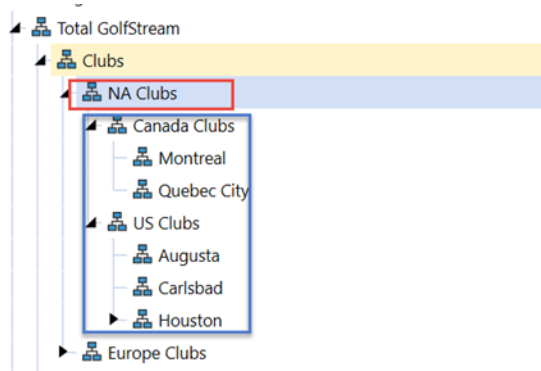 Total GolfStream
Clubs
NA Clubs
Canada Clubs
Montreal
Quebec City
US Clubs
Augusta
Carlsbad
Houston
Europe Clubs